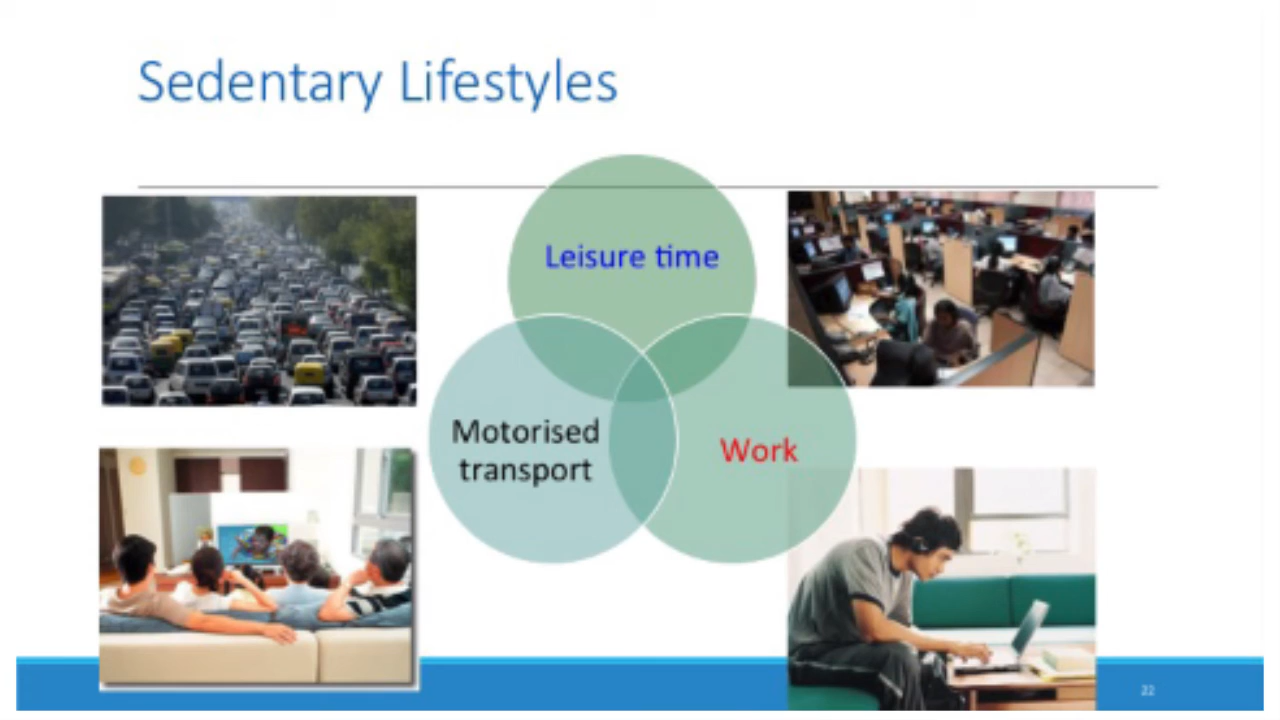 Sedentary Lifestyles
Leisure time
Motorised
transport
Work
22